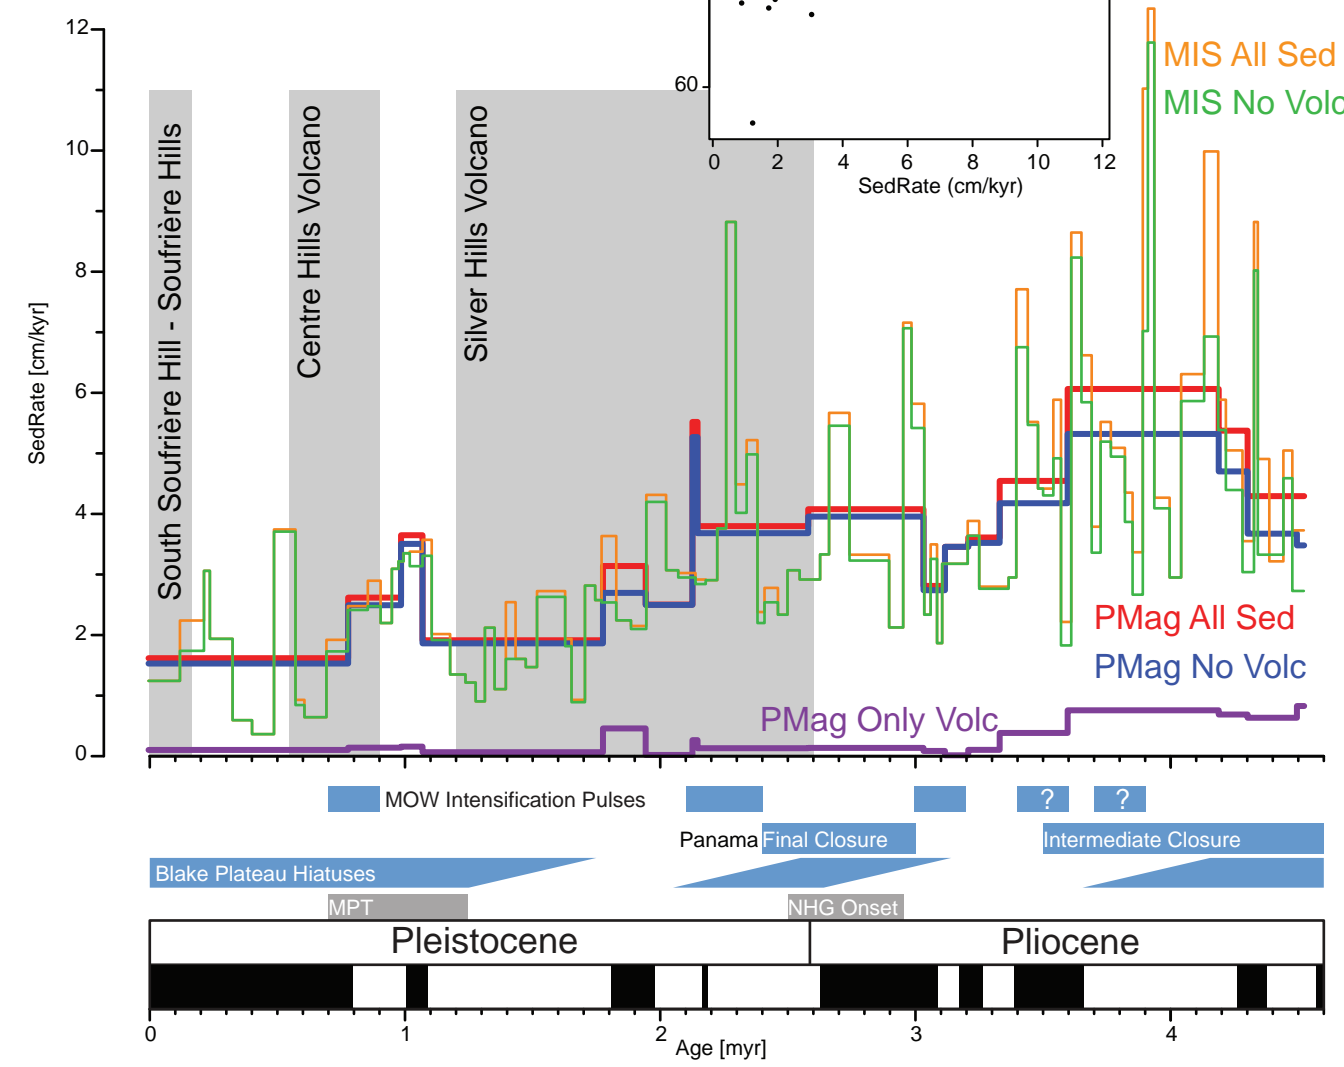 60
0 2 4 6 8 10 12
SedRate (cm/kyr)
MIS All Sed
MIS No Volc
12
10
8
6
4
2
0
SedRate [cm/kyr]
South Soufrière Hill - Soufrière Hills
Centre Hills Volcano
Silver Hills Volcano
PMag All Sed
PMag No Volc
PMag Only Volc
MOW Intensification Pulses
? ?
Panama Final Closure
Intermediate Closure
Blake Plateau Hiatuses
MPT
NHG Onset
Pleistocene
Pliocene
0 1 2 3 4
Age [myr]